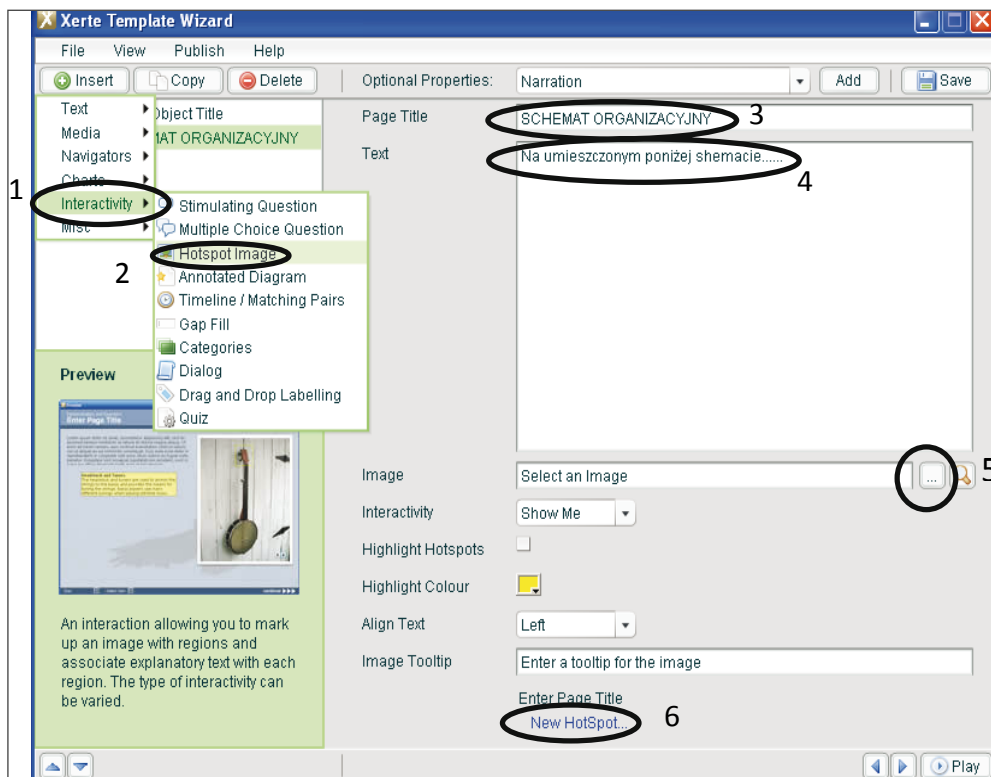 Xerte Template Wizard
File View Publish Help
Insert Copy Delete Optional Properties: Narration Add Save
Text
Media
Navigators
Charts
Interactivity
Misc
Object Title
MAT ORGANIZACYJNY
1
Stimulating Question
Multiple Choice Question
Hotspot Image
Annotated Diagram
Timeline / Matching Pairs
Gap Fill
Categories
Dialog
Drag and Drop Labelling
Quiz
2
Page Title SCHEMAT ORGANIZACYJNY 3
Text Na umieszczonym poniżej shemacie......
4
Image Select an Image ... 5
Interactivity Show Me
Highlight Hotspots
Highlight Colour
Align Text Left
Image Tooltip Enter a tooltip for the image
Enter Page Title
New HotSpot... 6
Preview
Enter Page Title
An interaction allowing you to mark
up an image with regions and
associate explanatory text with each
region. The type of interactivity can
be varied.
Play